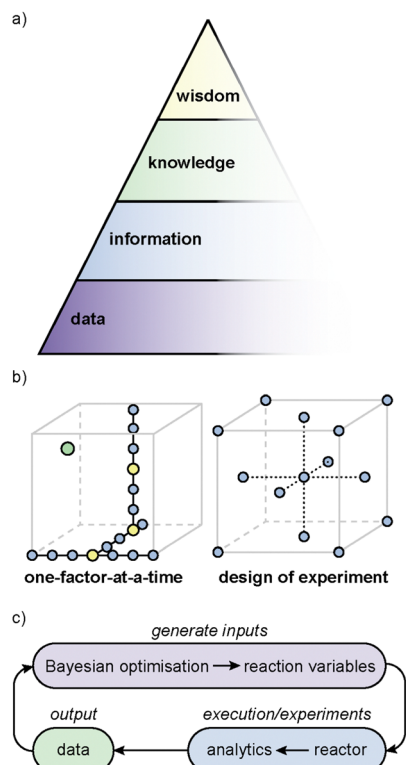 a)
wisdom
knowledge
information
data
b)
one-factor-at-a-time
design of experiment
c)
generate inputs
Bayesian optimisation reaction variables
output execution/experiments
data analytics reactor